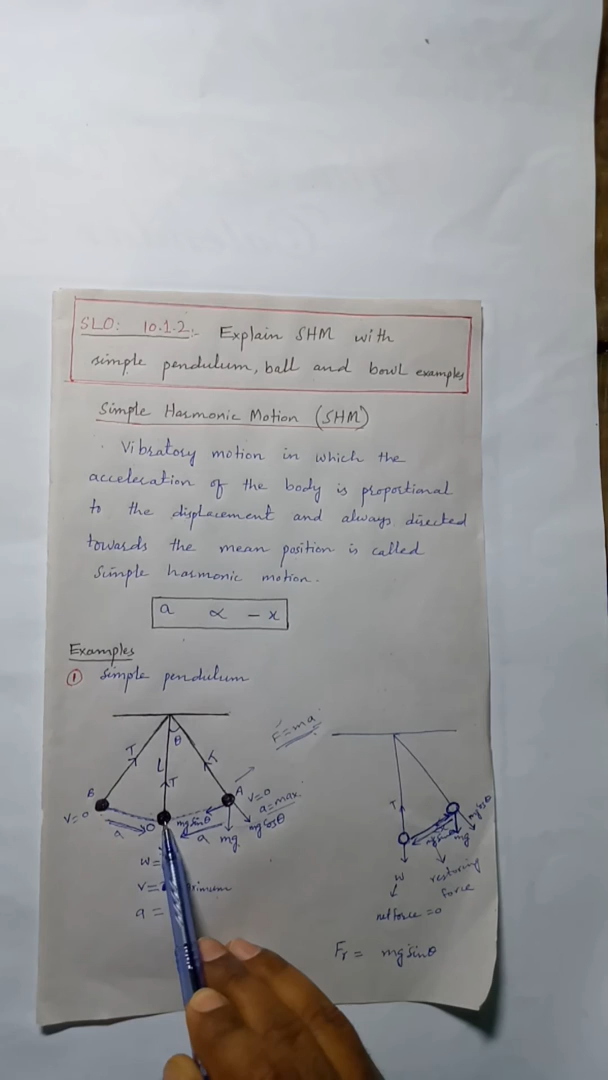 SLO: 10.1.2:- Explain SHM with
simple pendulum, ball and bowl examples
Simple Harmonic Motion (SHM)
. Vibratory motion in which the
acceleration of the body is proportional
to the displacement and always directed
towards the mean position is called
simple harmonic motion.
a ∝ -x
Examples
① Simple pendulum
F=ma
θ
T
L
T
T
B
A
V=0
a=max
V=0
a
O
mg sinθ
a
mg
mg cosθ
w=
v=
a =
T
mg cosθ
mg
w
restoring
force
net force =0
Fr = mg sinθ